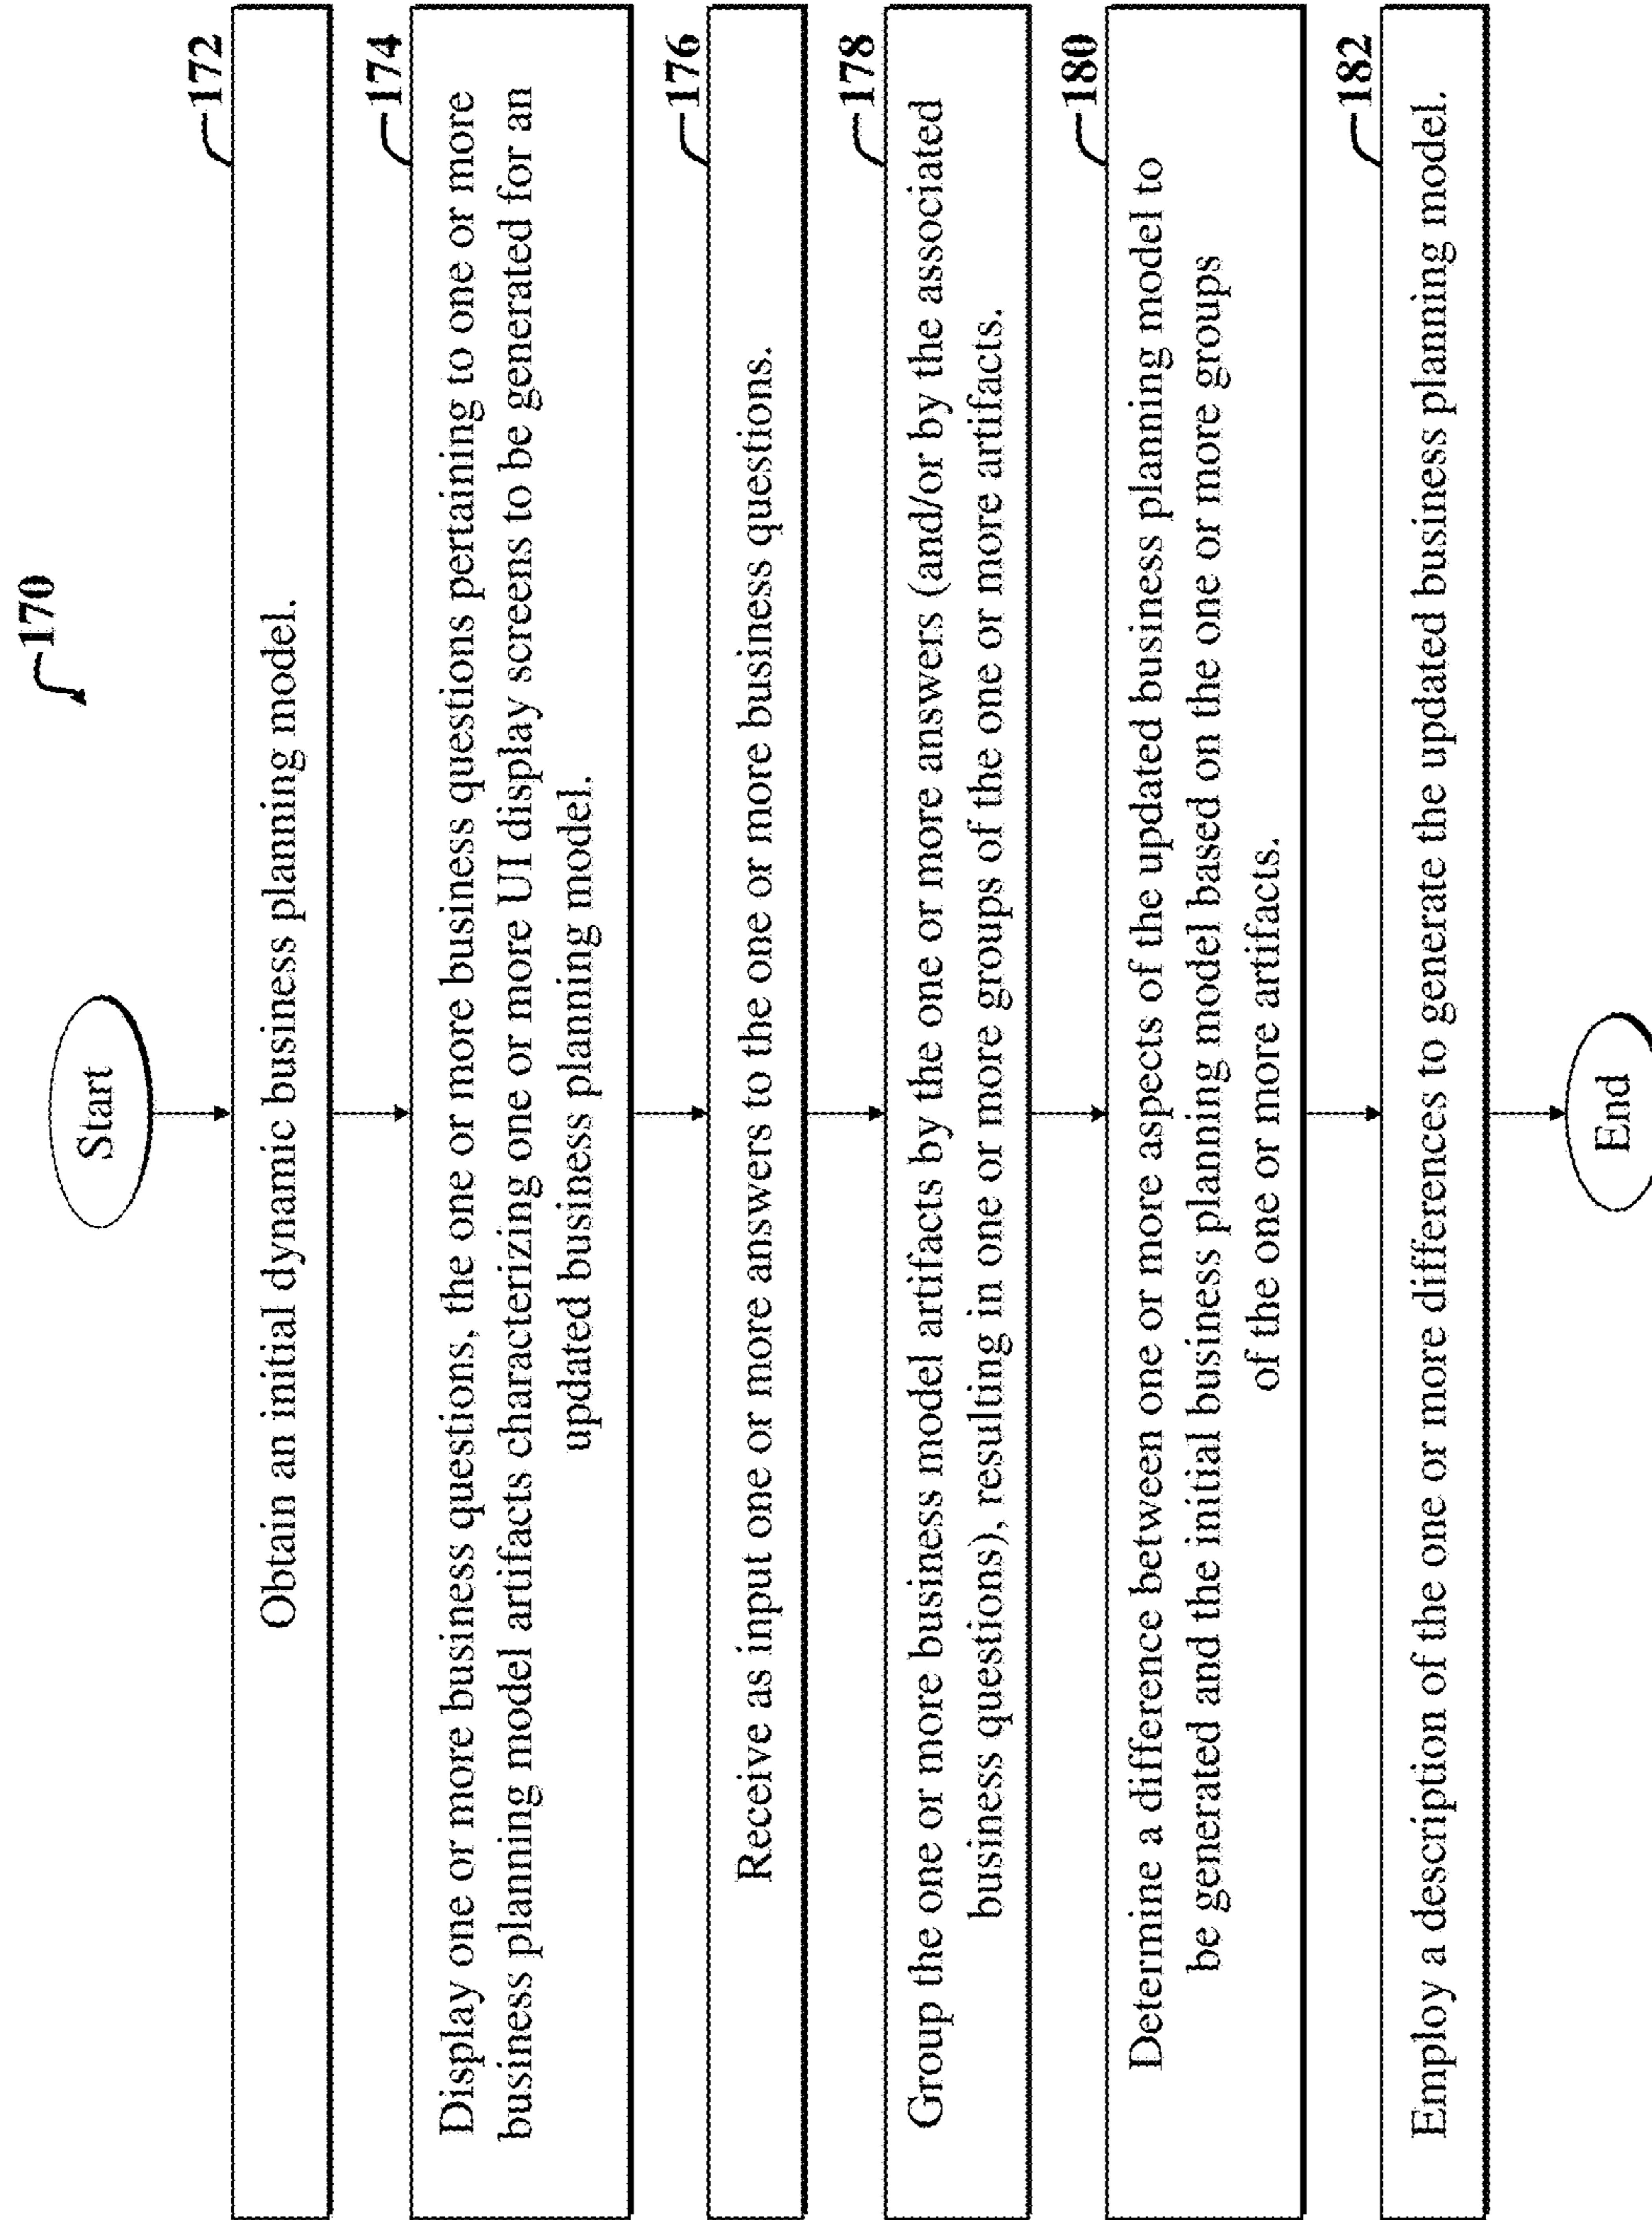 170
Start
172
Obtain an initial dynamic business planning model.
174
Display one or more business questions, the one or more business questions pertaining to one or more
business planning model artifacts characterizing one or more UI display screens to be generated for an
updated business planning model.
176
Receive as input one or more answers to the one or more business questions.
178
Group the one or more business model artifacts by the one or more answers (and/or by the associated
business questions), resulting in one or more groups of the one or more artifacts.
180
Determine a difference between one or more aspects of the updated business planning model to
be generated and the initial business planning model based on the one or more groups
of the one or more artifacts.
182
Employ a description of the one or more differences to generate the updated business planning model.
End